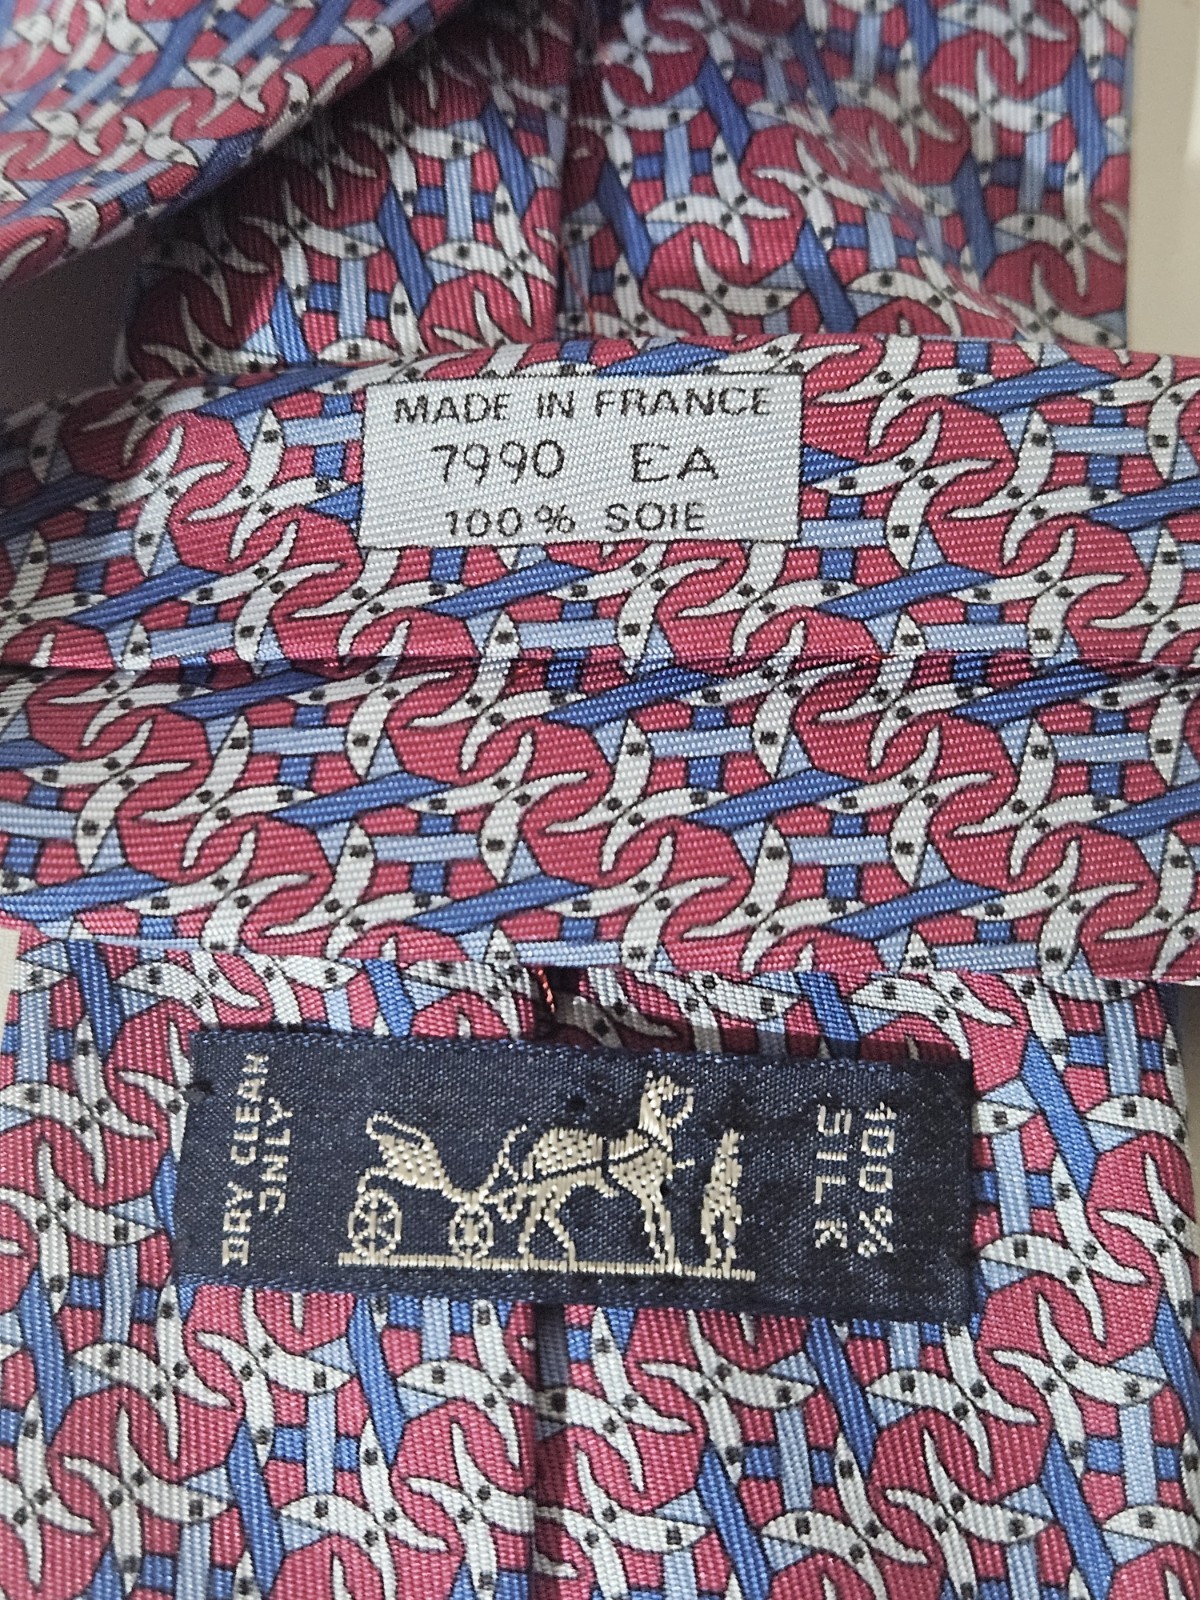 MADE IN FRANCE
7990 EA
100% SOIE
DRY CLEAN
ONLY
100%
SILK